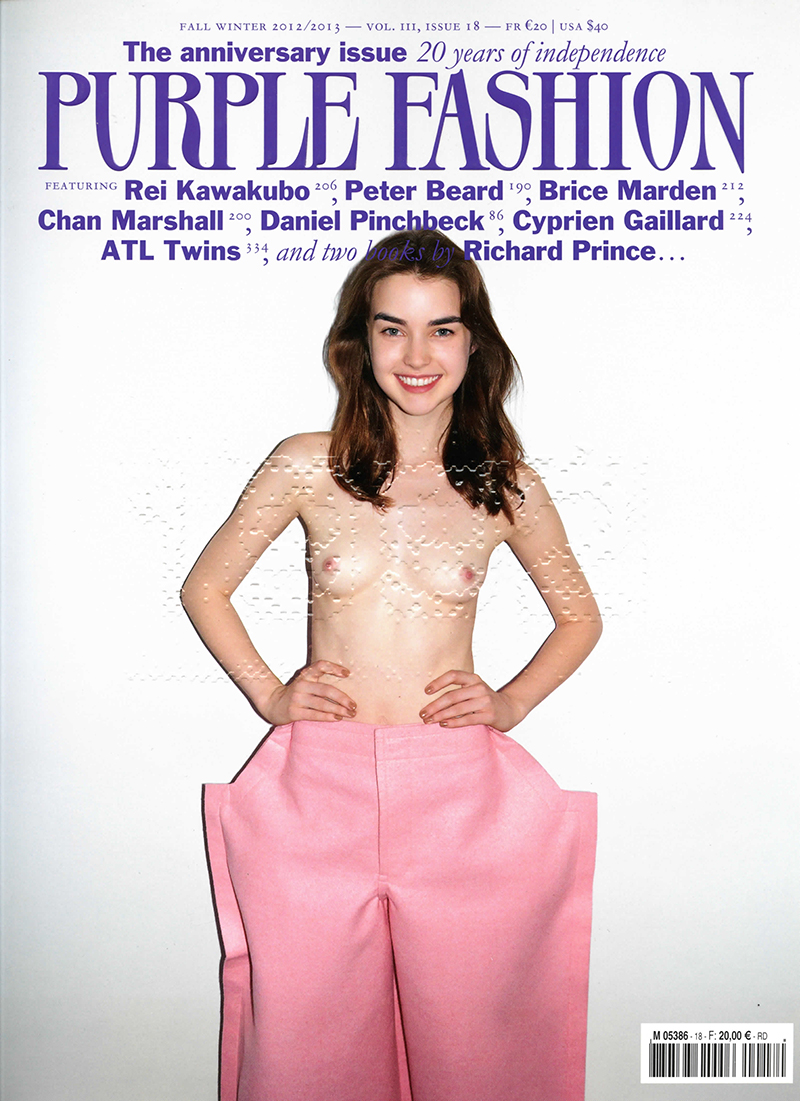 FALL WINTER 2012/2013 — VOL. III, ISSUE 18 — FR €20 | USA $40
The anniversary issue 20 years of independence
PURPLE FASHION
FEATURING Rei Kawakubo 206, Peter Beard 190, Brice Marden 212,
Chan Marshall 200, Daniel Pinchbeck 86, Cyprien Gaillard 224,
ATL Twins 334, and two books by Richard Prince...
M 05386 - 18 - F: 20,00 € - RD